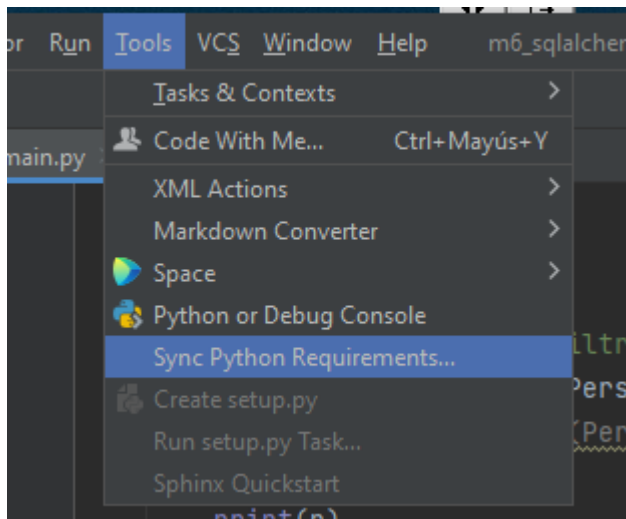 Run Tools VCS Window Help m6_sqlalcher
Tasks & Contexts
Code With Me... Ctrl+Mayús+Y
main.py
XML Actions
Markdown Converter
Space
Python or Debug Console
Sync Python Requirements...
Create setup.py
Run setup.py Task...
Sphinx Quickstart